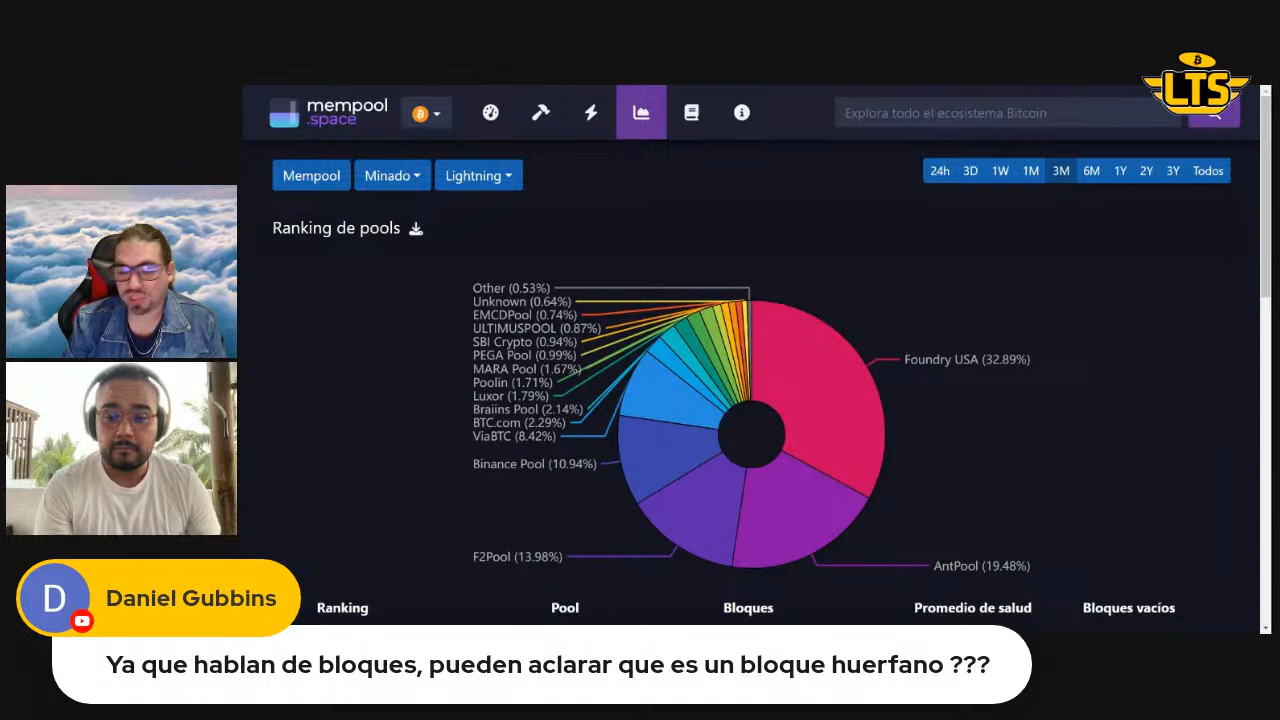 LTS
mempool
.space
Explora todo el ecosistema Bitcoin
Mempool
Minado
Lightning
24h 3D 1W 1M 3M 6M 1Y 2Y 3Y Todos
Ranking de pools
Other (0.53%)
Unknown (0.64%)
EMCDPool (0.74%)
ULTIMUSPOOL (0.87%)
SBI Crypto (0.94%)
PEGA Pool (0.99%)
MARA Pool (1.67%)
Poolin (1.71%)
Luxor (1.79%)
Braiins Pool (2.14%)
BTC.com (2.29%)
ViaBTC (8.42%)
Binance Pool (10.94%)
F2Pool (13.98%)
Foundry USA (32.89%)
AntPool (19.48%)
Ranking Pool Bloques Promedio de salud Bloques vacíos
D
Daniel Gubbins
Ya que hablan de bloques, pueden aclarar que es un bloque huerfano ???